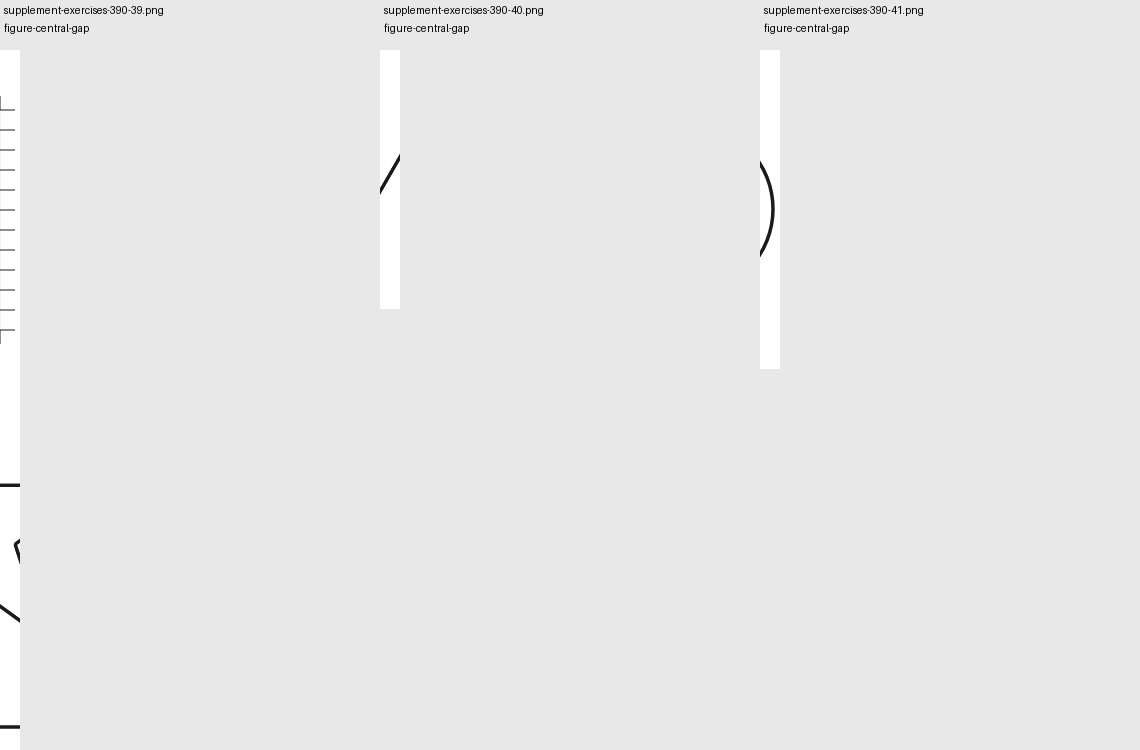 supplement-exercises-390-39.png
figure-central-gap
supplement-exercises-390-40.png
figure-central-gap
supplement-exercises-390-41.png
figure-central-gap